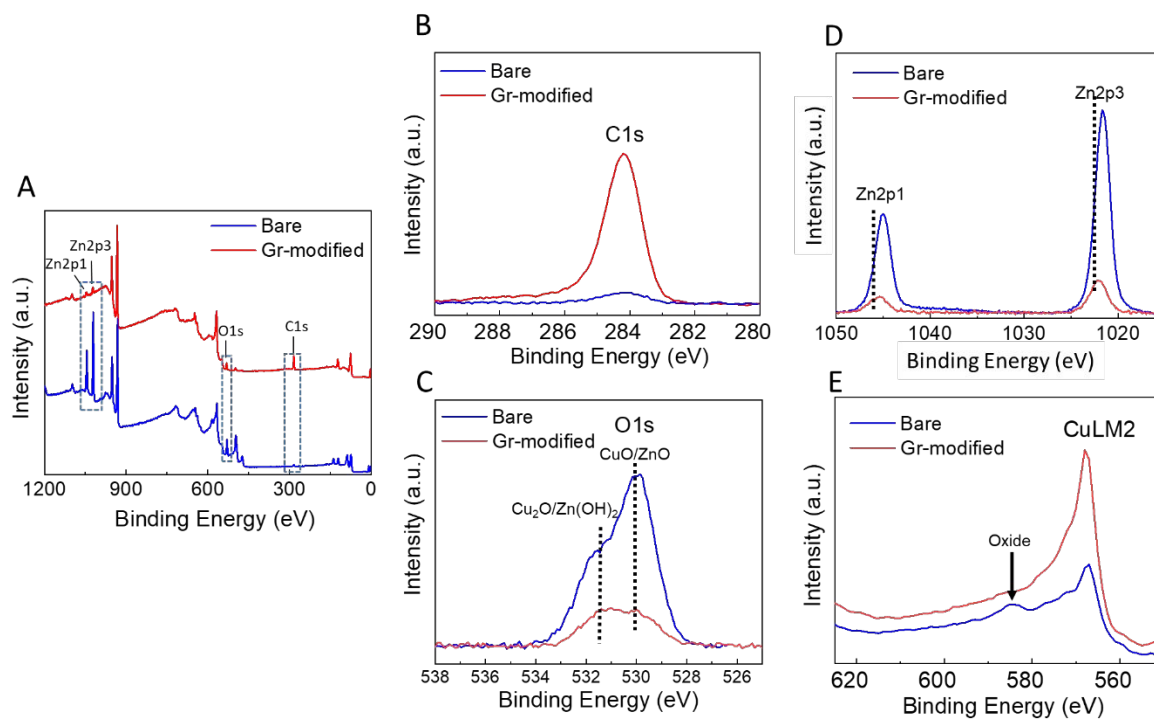 A
Bare
Gr-modified
Zn2p3
Zn2p1
O1s
C1s
Intensity (a.u.)
1200 900 600 300 0
Binding Energy (eV)
B
Bare
Gr-modified
C1s
Intensity (a.u.)
290 288 286 284 282 280
Binding Energy (eV)
C
Bare
Gr-modified
O1s
CuO/ZnO
Cu₂O/Zn(OH)₂
Intensity (a.u.)
538 536 534 532 530 528 526
Binding Energy (eV)
D
Bare
Gr-modified
Zn2p3
Zn2p1
Intensity (a.u.)
1050 1040 1030 1020
Binding Energy (eV)
E
Bare
Gr-modified
CuLM2
Oxide
Intensity (a.u.)
620 600 580 560
Binding Energy (eV)